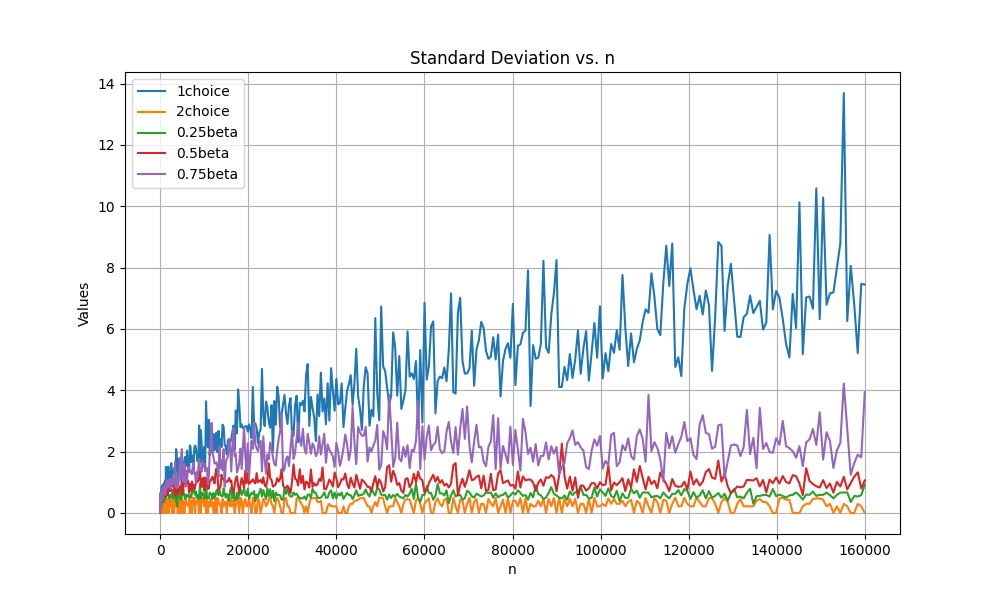 Standard Deviation vs. n
1choice
2choice
0.25beta
0.5beta
0.75beta
Values
14
12
10
8
6
4
2
0
0 20000 40000 60000 80000 100000 120000 140000 160000
n